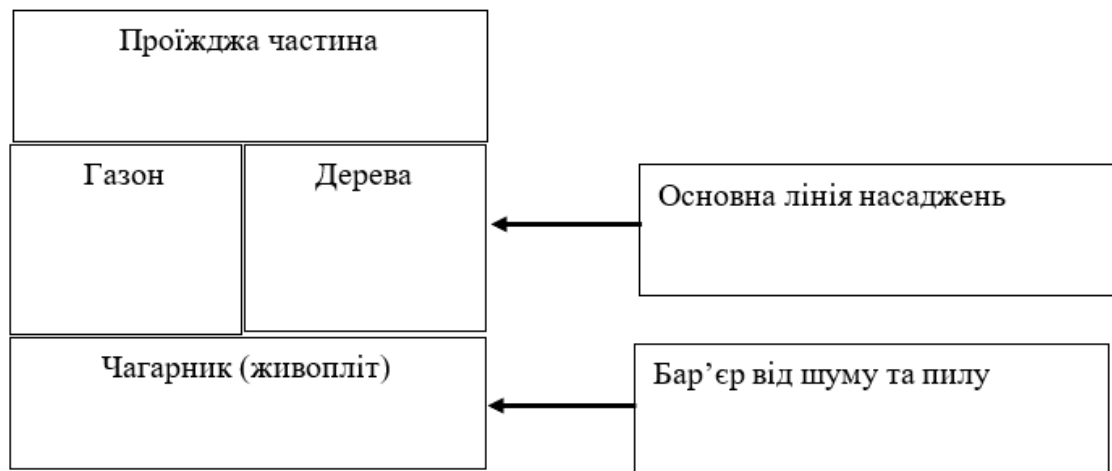 Проїжджа частина
Газон
Дерева
Основна лінія насаджень
Чагарник (живопліт)
Бар’єр від шуму та пилу